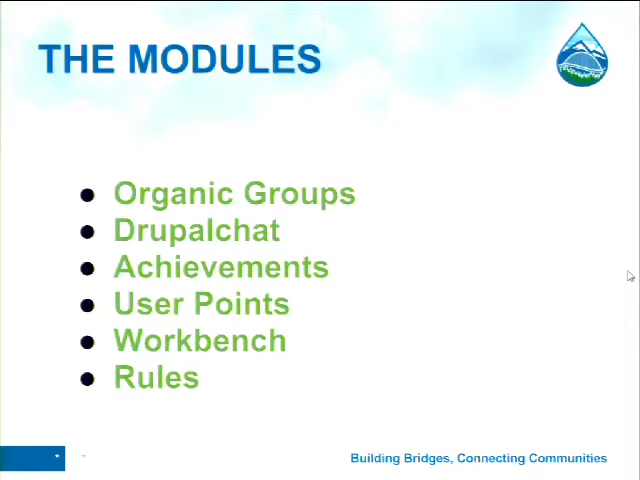 THE MODULES
Organic Groups
Drupalchat
Achievements
User Points
Workbench
Rules
Building Bridges, Connecting Communities